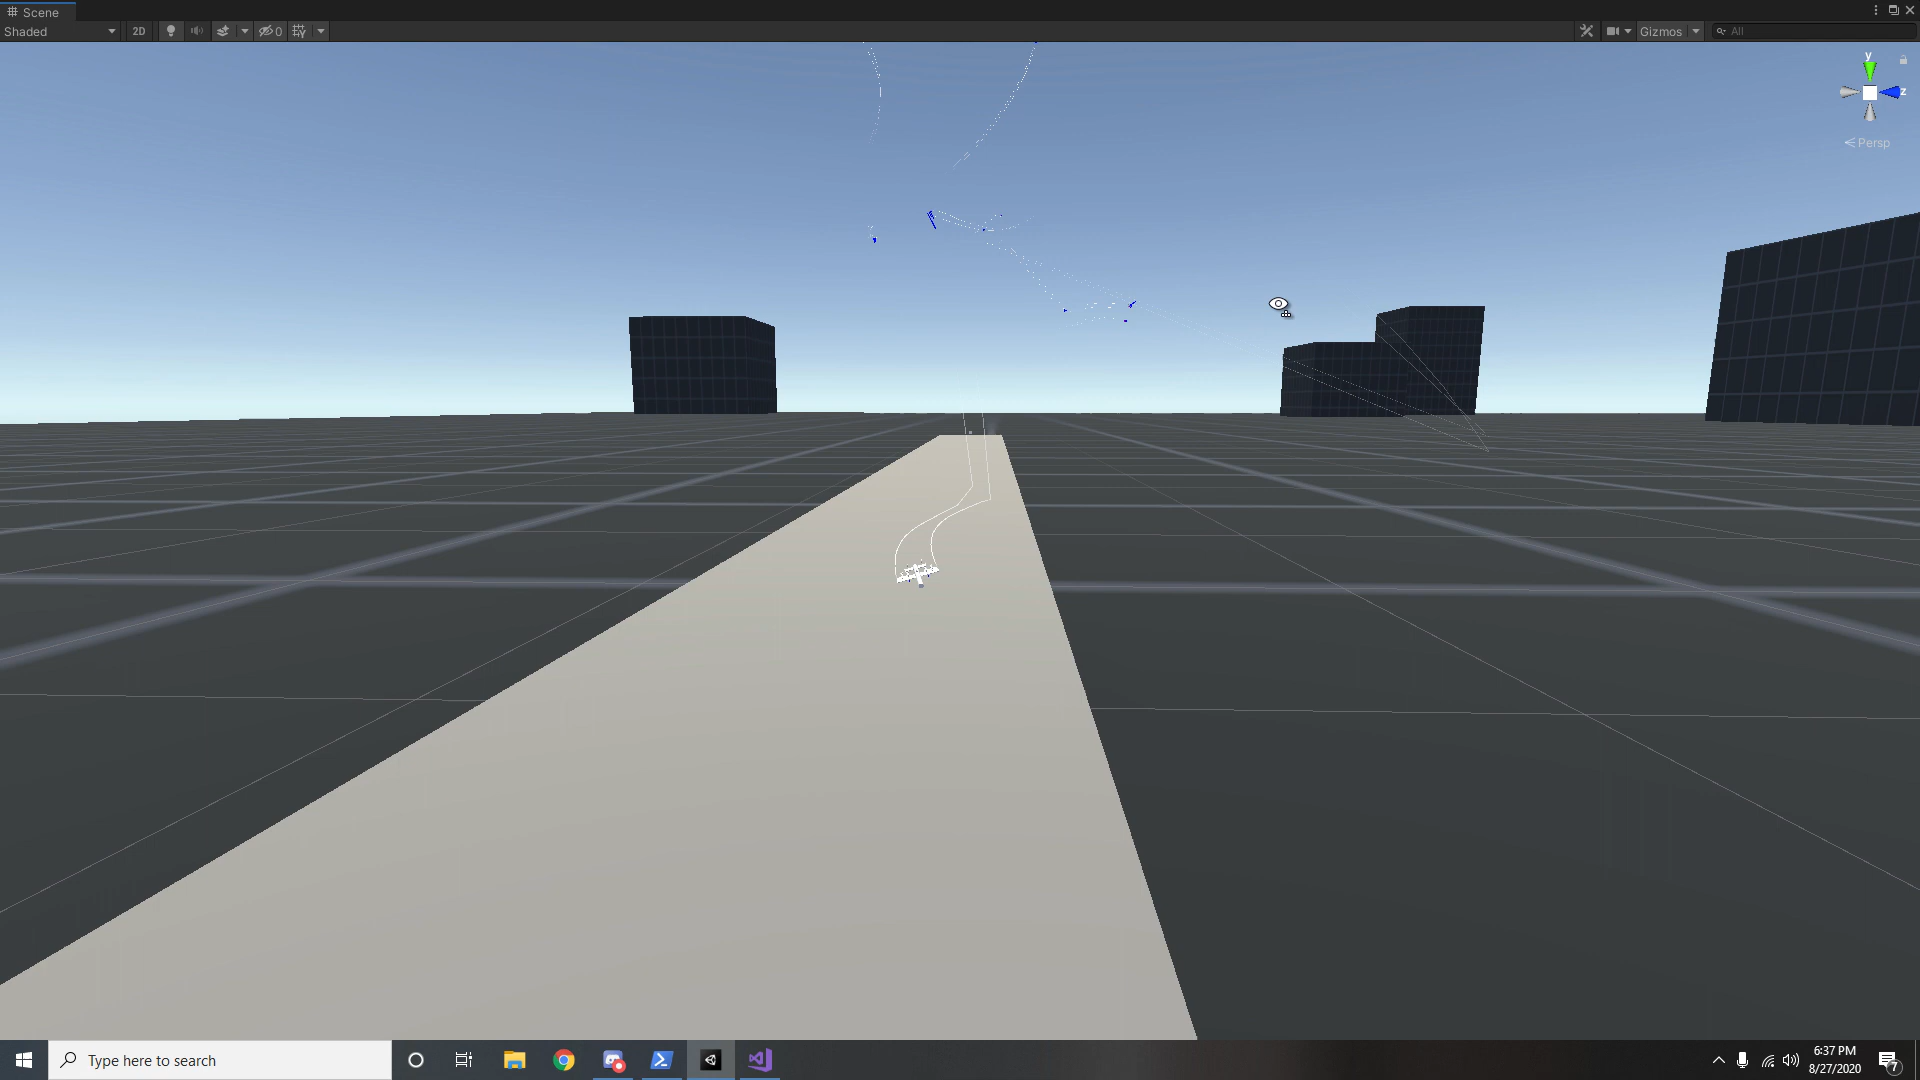 Scene
Shaded
2D
0
Gizmos
All
y
z
Persp
Type here to search
6:37 PM
8/27/2020
7